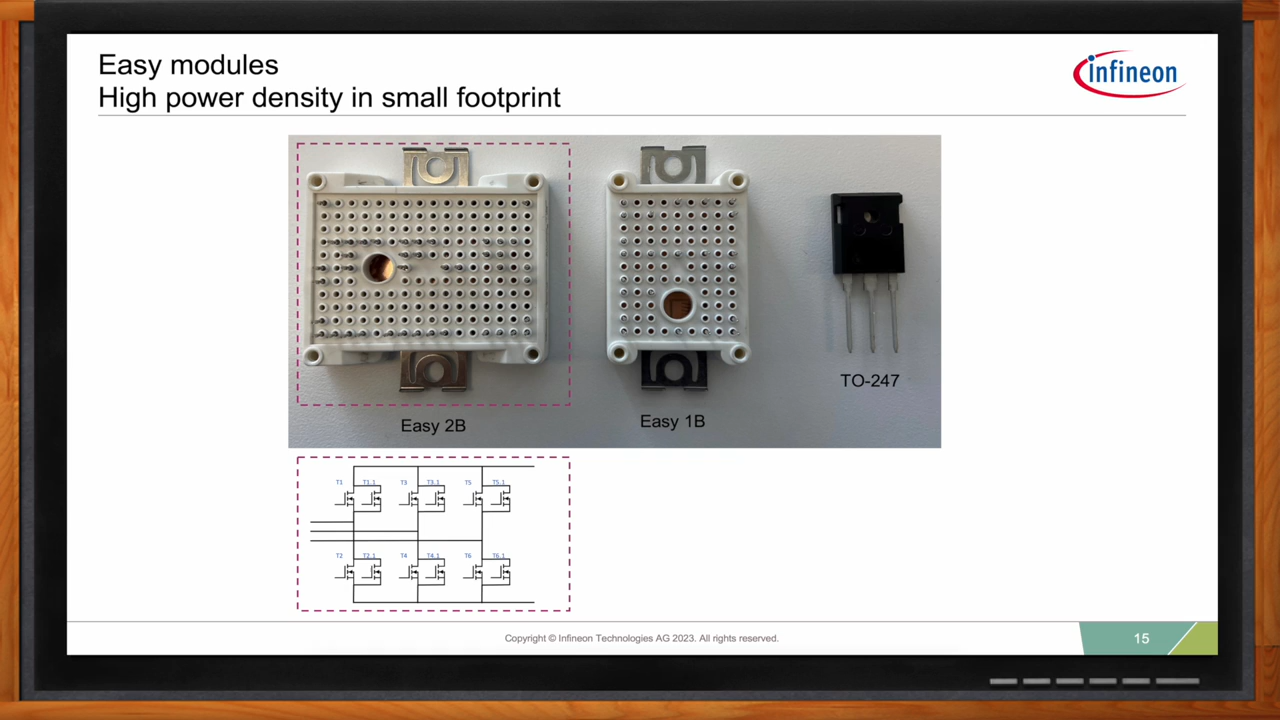 Easy modules
High power density in small footprint
infineon
Easy 2B
Easy 1B
TO-247
T1 T1.1 T3 T3.1 T5 T5.1
T2 T2.1 T4 T4.1 T6 T6.1
Copyright © Infineon Technologies AG 2023. All rights reserved.
15